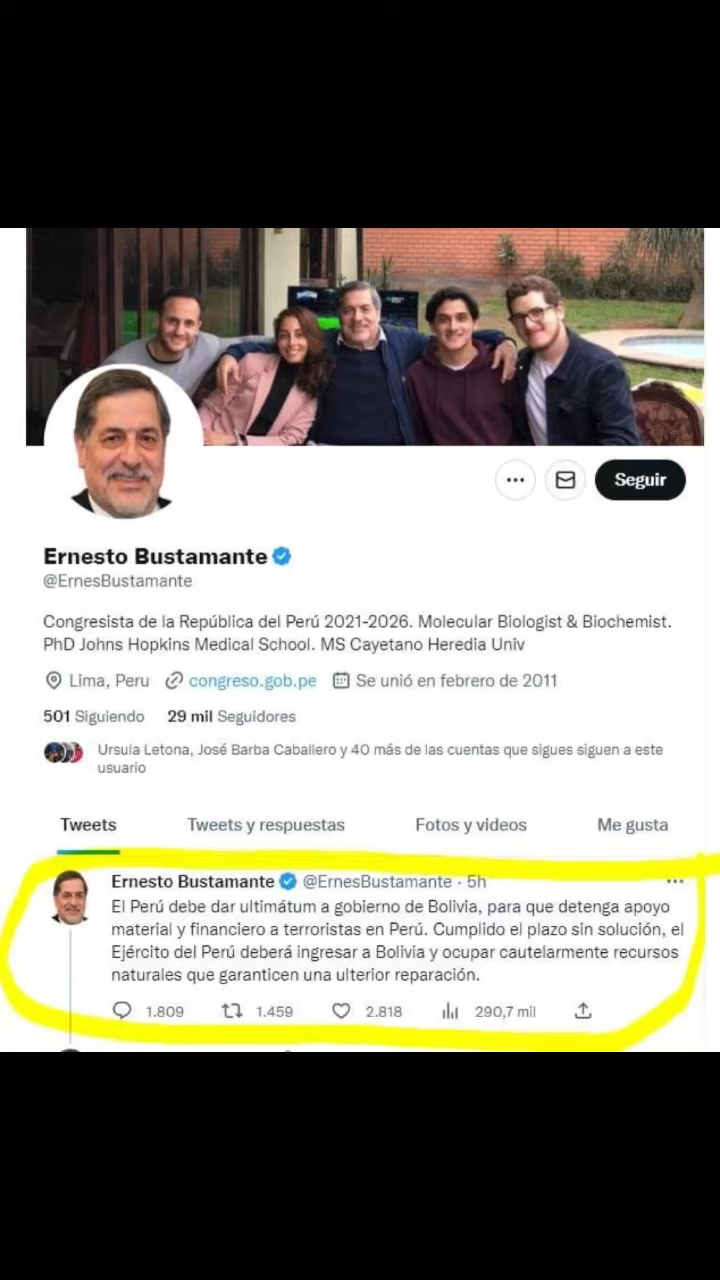 Seguir
Ernesto Bustamante
@ErnesBustamante
Congresista de la República del Perú 2021-2026. Molecular Biologist & Biochemist.
PhD Johns Hopkins Medical School. MS Cayetano Heredia Univ
Lima, Peru congreso.gob.pe Se unió en febrero de 2011
501 Siguiendo 29 mil Seguidores
Ursula Letona, José Barba Caballero y 40 más de las cuentas que sigues siguen a este
usuario
Tweets Tweets y respuestas Fotos y videos Me gusta
Ernesto Bustamante @ErnesBustamante · 5h
El Perú debe dar ultimátum a gobierno de Bolivia, para que detenga apoyo
material y financiero a terroristas en Perú. Cumplido el plazo sin solución, el
Ejército del Perú deberá ingresar a Bolivia y ocupar cautelarmente recursos
naturales que garanticen una ulterior reparación.
1.809 1.459 2.818 290,7 mil